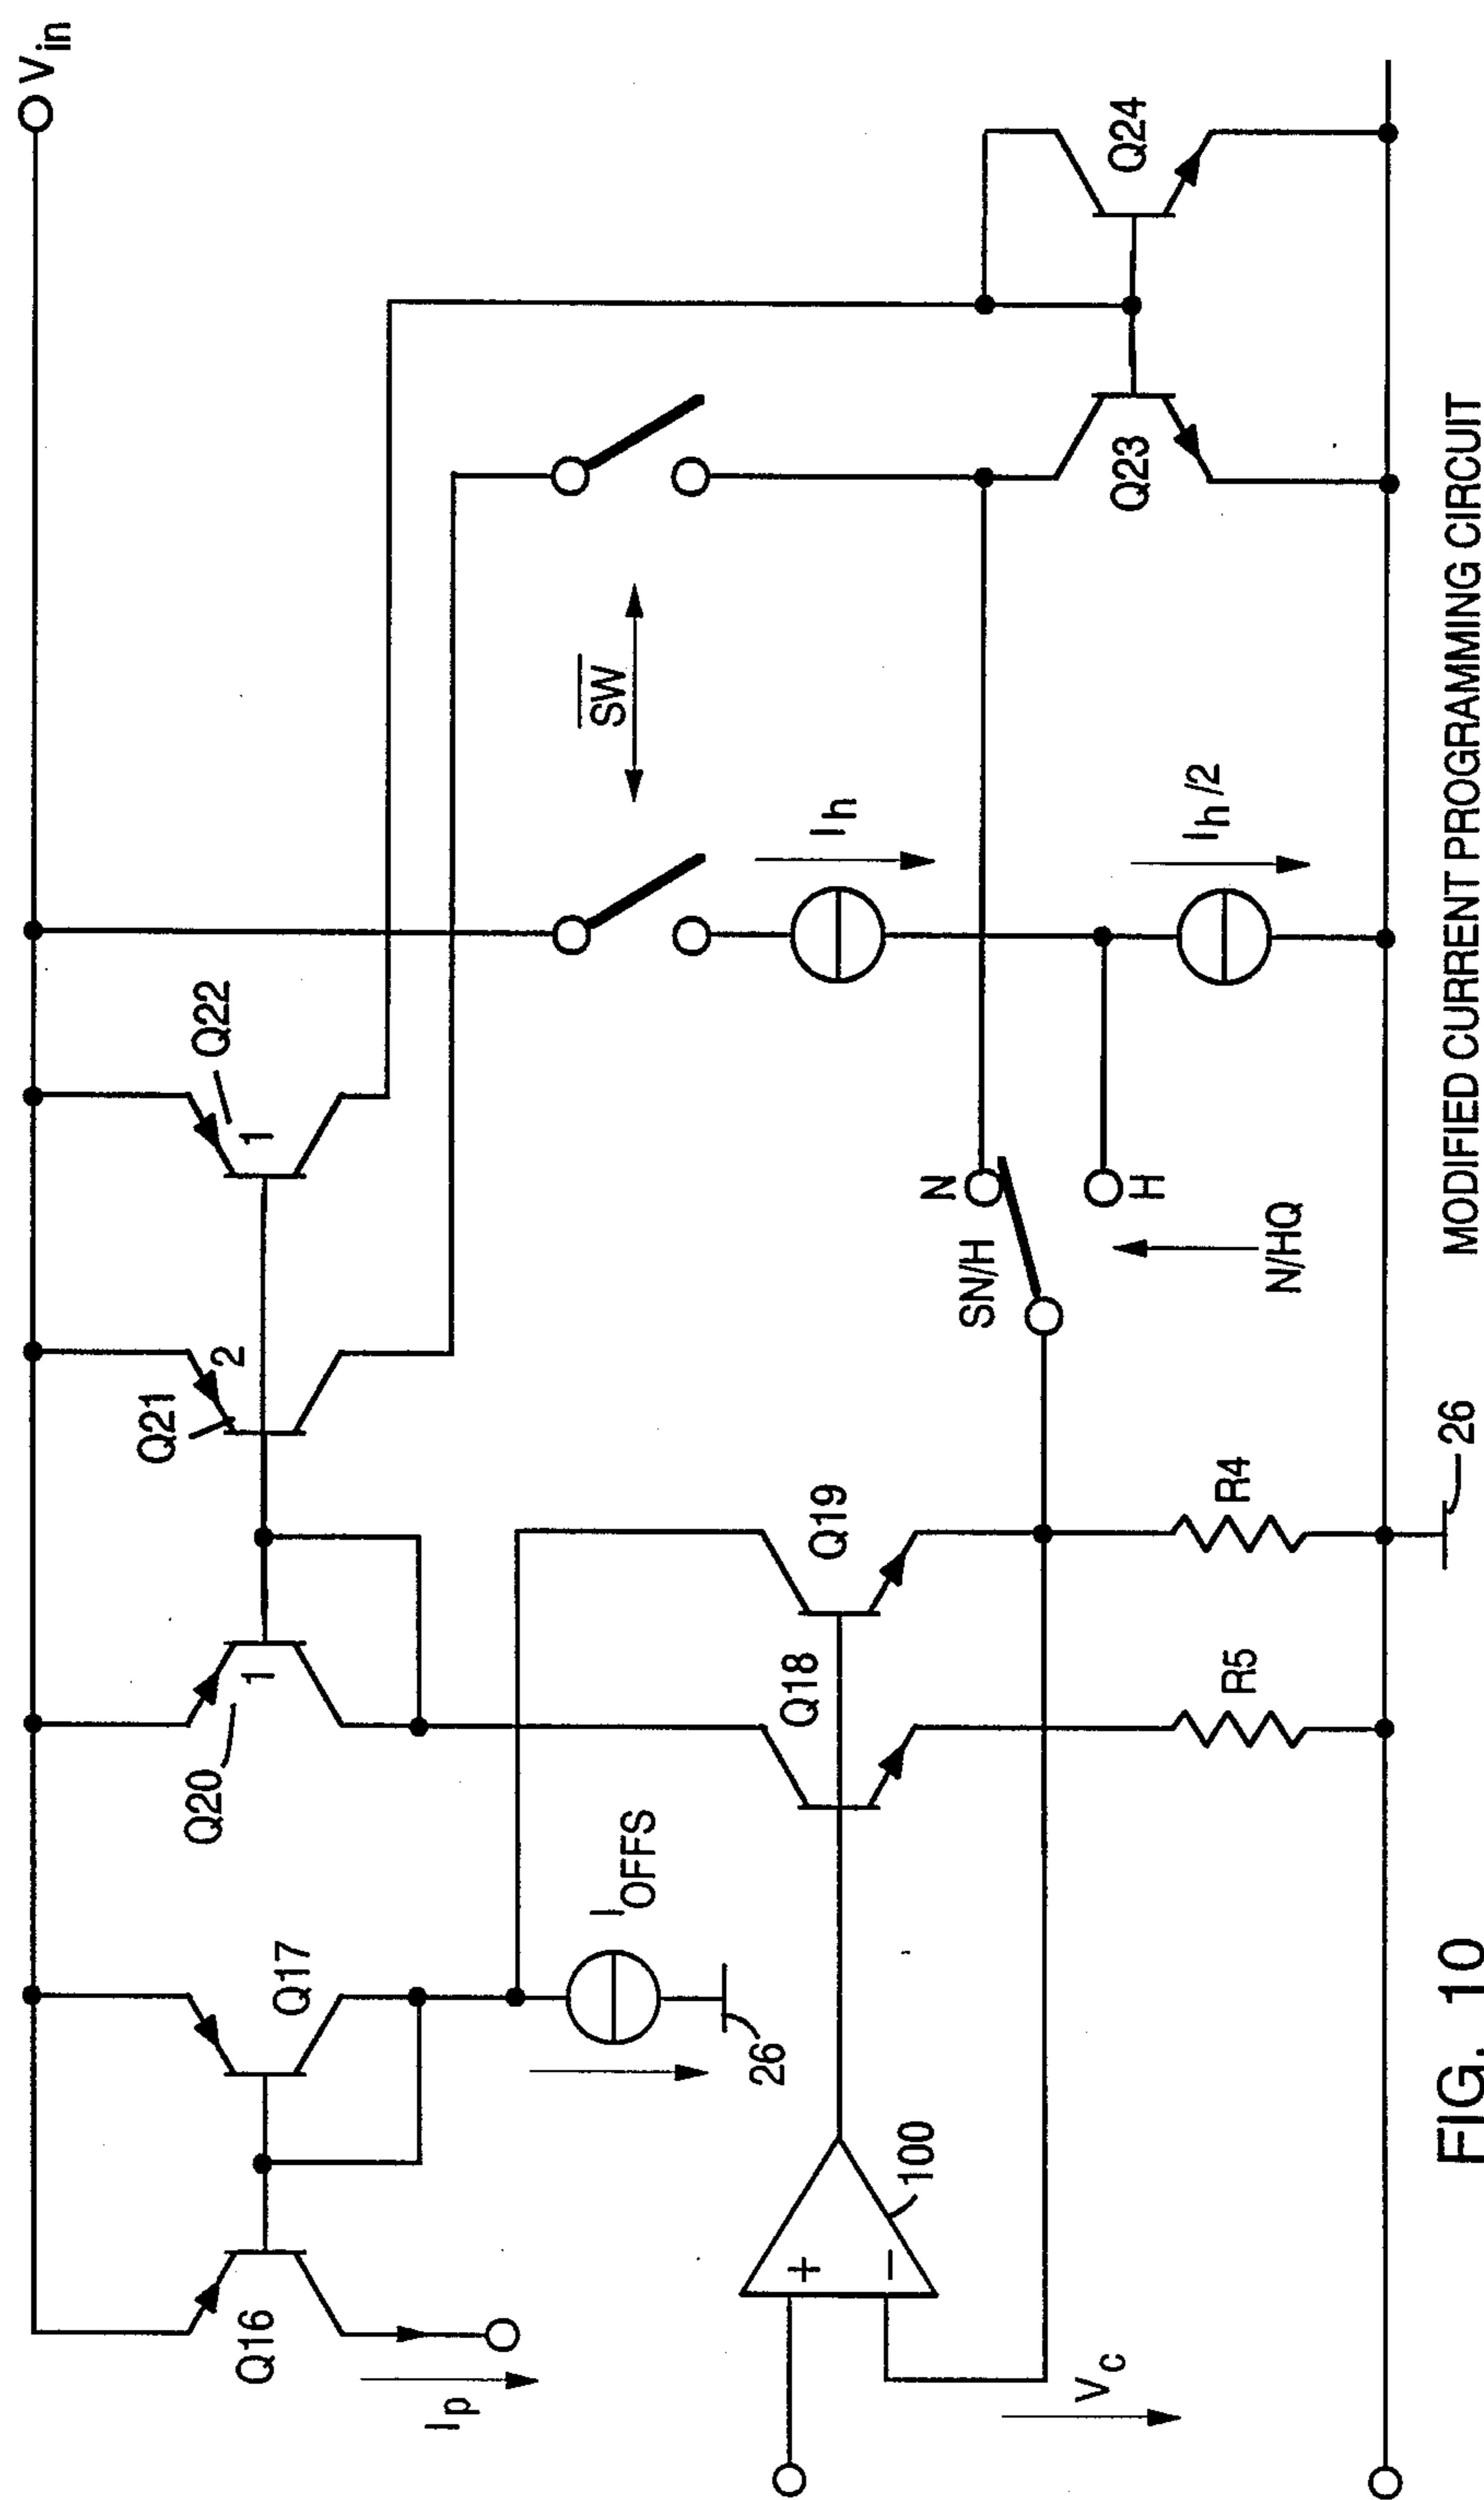 Vin
Q16
Q17
Q20
1
Q21
2
Q22
1
Ip
IOFFS
26
SW
Q18
Q19
100
+
−
Ih
SN/H
N
H
N/HQ
Ih/2
Q23
Q24
Vc
R5
R4
26
FIG. 10
MODIFIED CURRENT PROGRAMMING CIRCUIT